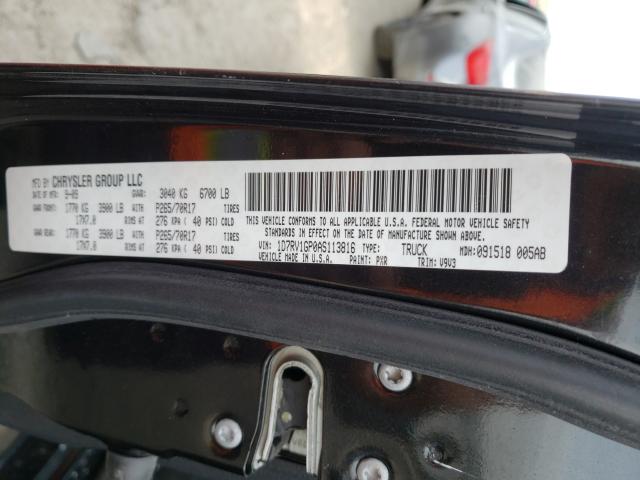 MFD BY CHRYSLER GROUP LLC
DATE OF MFR 9-09 GVWR: 3040 KG 6700 LB
GAWR FRONT: 1770 KG 3900 LB WITH P265/70R17 TIRES
17X7.0 RIMS AT 276 KPA ( 40 PSI) COLD
GAWR REAR: 1770 KG 3900 LB WITH P265/70R17 TIRES
17X7.0 RIMS AT 276 KPA ( 40 PSI) COLD
THIS VEHICLE CONFORMS TO ALL APPLICABLE U.S.A. FEDERAL MOTOR VEHICLE SAFETY
STANDARDS IN EFFECT ON THE DATE OF MANUFACTURE SHOWN ABOVE.
VIN: 1D7RV1GP0AS113816 TYPE: TRUCK MDH: 091518 005AB
VEHICLE MADE IN U.S.A. PAINT: PXR TRIM: V9V3